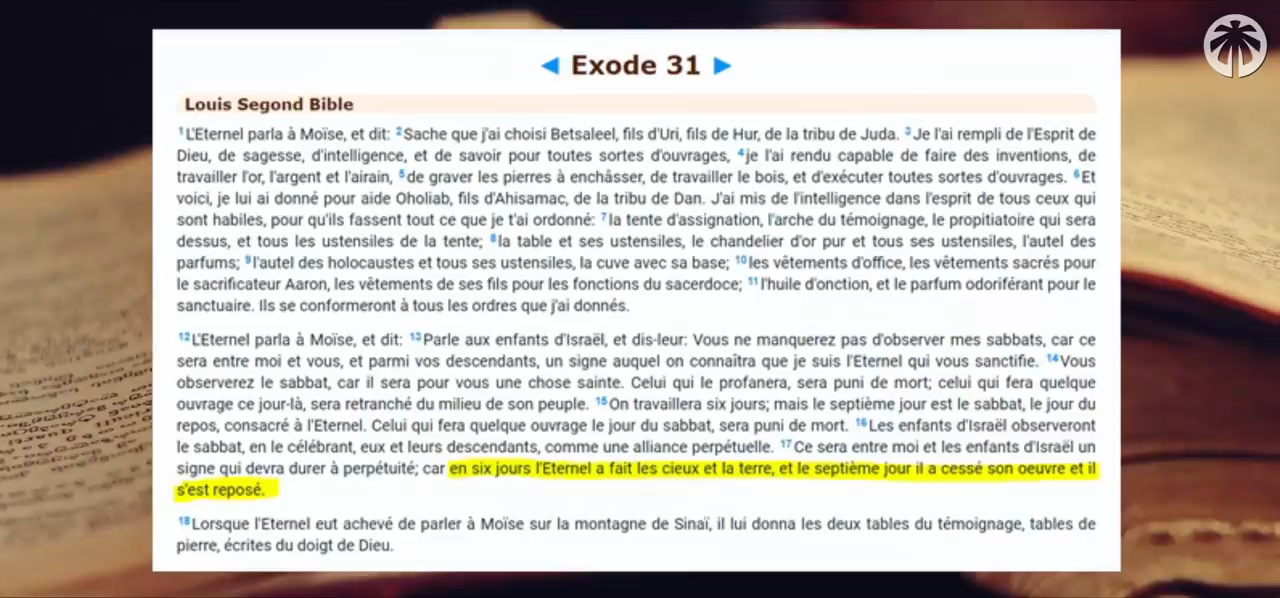 ◄ Exode 31 ►
Louis Segond Bible
1L'Eternel parla à Moïse, et dit: 2Sache que j'ai choisi Betsaleel, fils d'Uri, fils de Hur, de la tribu de Juda. 3Je l'ai rempli de l'Esprit de
Dieu, de sagesse, d'intelligence, et de savoir pour toutes sortes d'ouvrages, 4je l'ai rendu capable de faire des inventions, de
travailler l'or, l'argent et l'airain, 5de graver les pierres à enchâsser, de travailler le bois, et d'exécuter toutes sortes d'ouvrages. 6Et
voici, je lui ai donné pour aide Oholiab, fils d'Ahisamac, de la tribu de Dan. J'ai mis de l'intelligence dans l'esprit de tous ceux qui
sont habiles, pour qu'ils fassent tout ce que je t'ai ordonné: 7la tente d'assignation, l'arche du témoignage, le propitiatoire qui sera
dessus, et tous les ustensiles de la tente; 8la table et ses ustensiles, le chandelier d'or pur et tous ses ustensiles, l'autel des
parfums; 9l'autel des holocaustes et tous ses ustensiles, la cuve avec sa base; 10les vêtements d'office, les vêtements sacrés pour
le sacrificateur Aaron, les vêtements de ses fils pour les fonctions du sacerdoce; 11l'huile d'onction, et le parfum odoriférant pour le
sanctuaire. Ils se conformeront à tous les ordres que j'ai donnés.
12L'Eternel parla à Moïse, et dit: 13Parle aux enfants d'Israël, et dis-leur: Vous ne manquerez pas d'observer mes sabbats, car ce
sera entre moi et vous, et parmi vos descendants, un signe auquel on connaîtra que je suis l'Eternel qui vous sanctifie. 14Vous
observerez le sabbat, car il sera pour vous une chose sainte. Celui qui le profanera, sera puni de mort; celui qui fera quelque
ouvrage ce jour-là, sera retranché du milieu de son peuple. 15On travaillera six jours; mais le septième jour est le sabbat, le jour du
repos, consacré à l'Eternel. Celui qui fera quelque ouvrage le jour du sabbat, sera puni de mort. 16Les enfants d'Israël observeront
le sabbat, en le célébrant, eux et leurs descendants, comme une alliance perpétuelle. 17Ce sera entre moi et les enfants d'Israël un
signe qui devra durer à perpétuité; car en six jours l'Eternel a fait les cieux et la terre, et le septième jour il a cessé son oeuvre et il
s'est reposé.
18Lorsque l'Eternel eut achevé de parler à Moïse sur la montagne de Sinaï, il lui donna les deux tables du témoignage, tables de
pierre, écrites du doigt de Dieu.